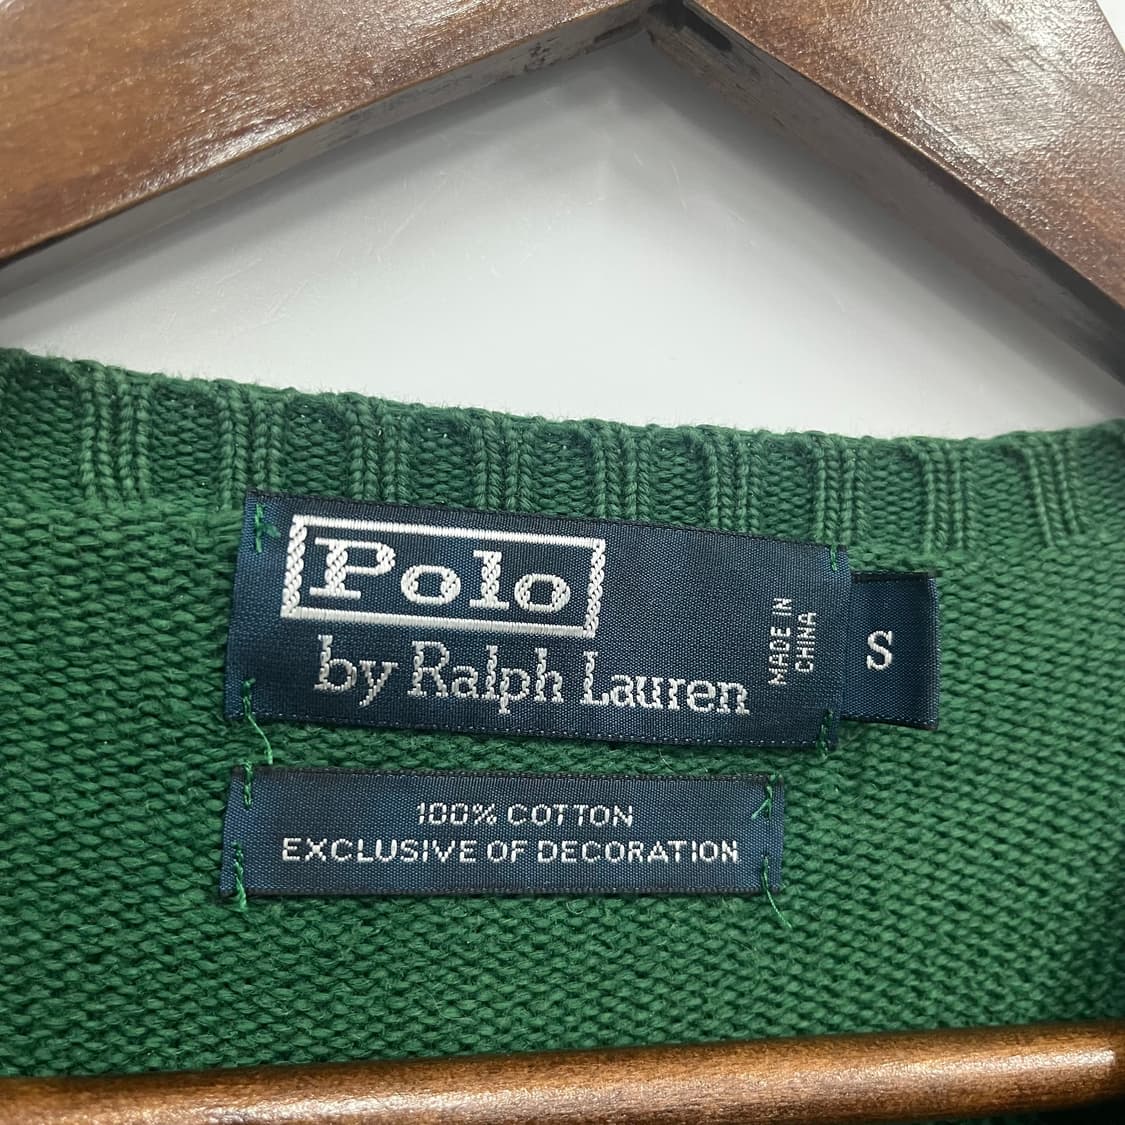 Polo
by Ralph Lauren
MADE IN
CHINA
S
100% COTTON
EXCLUSIVE OF DECORATION